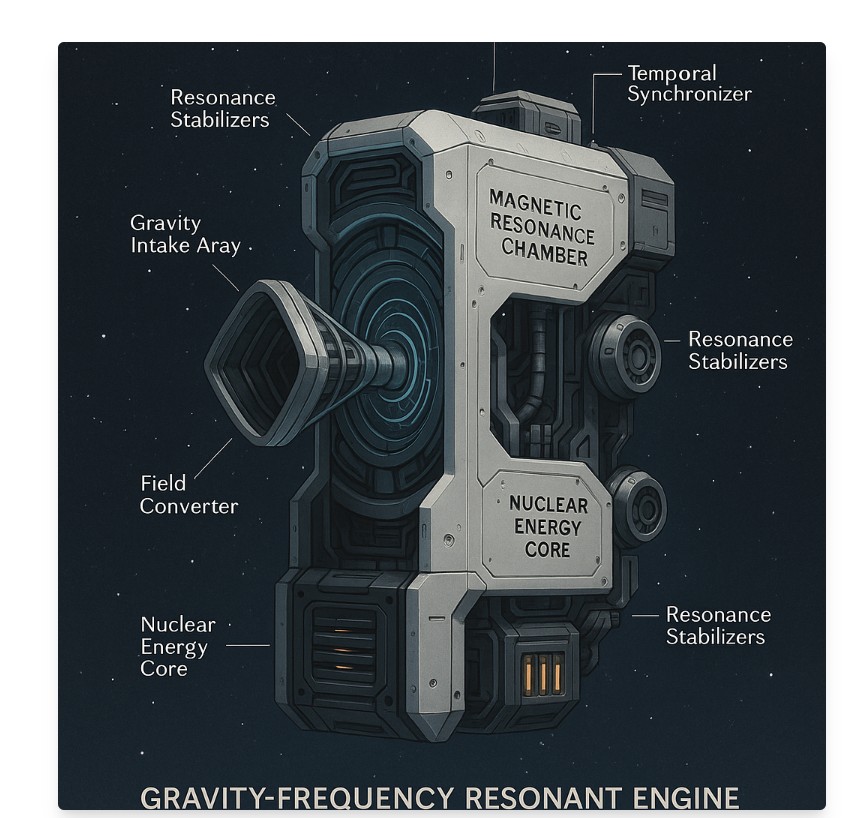 Temporal
Synchronizer
Resonance
Stabilizers
MAGNETIC
RESONANCE
CHAMBER
Gravity
Intake Aray
Resonance
Stabilizers
Field
Converter
NUCLEAR
ENERGY
CORE
Nuclear
Energy
Core
Resonance
Stabilizers
GRAVITY-FREQUENCY RESONANT ENGINE